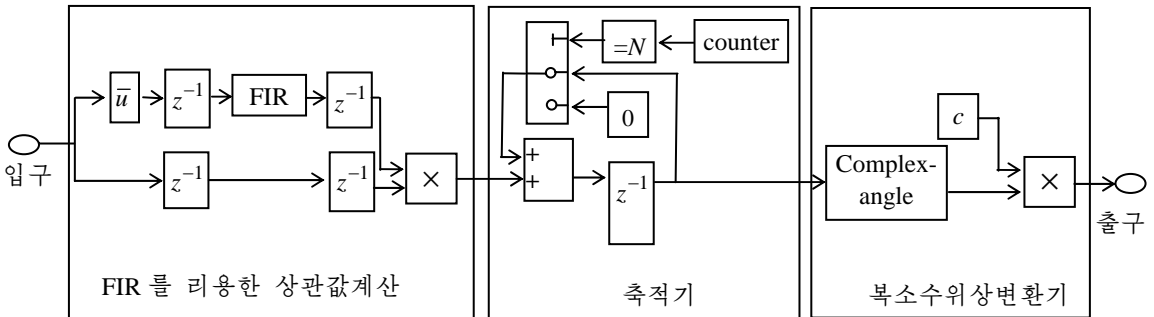 =N
counter
ū
z⁻¹
FIR
z⁻¹
0
c
입구
z⁻¹
z⁻¹
×
+
+
z⁻¹
Complex-
angle
×
출구
FIR 를 리용한 상관값계산
축적기
복소수위상변환기